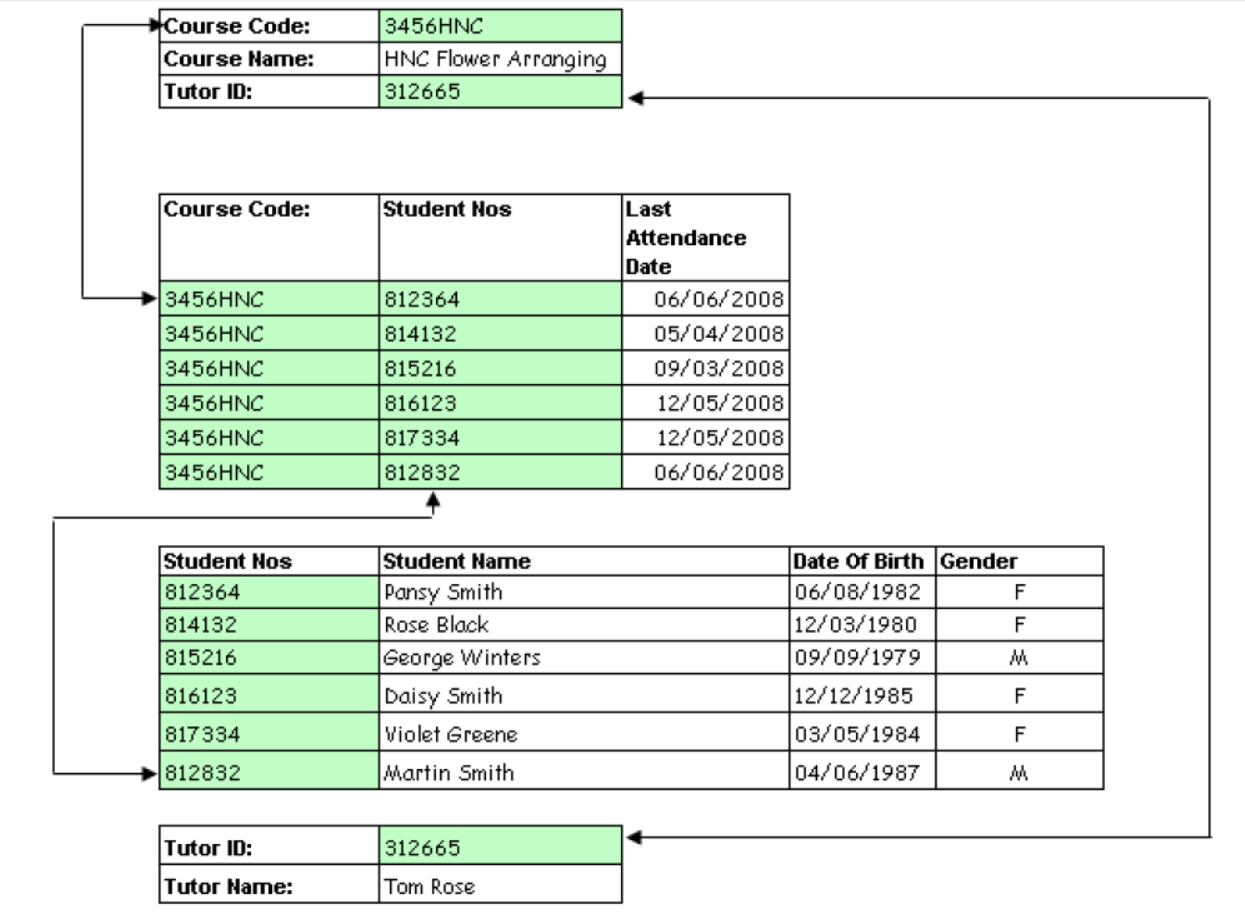 Course Code: 3456HNC
Course Name: HNC Flower Arranging
Tutor ID: 312665
Course Code: Student Nos Last Attendance Date
3456HNC 812364 06/06/2008
3456HNC 814132 05/04/2008
3456HNC 815216 09/03/2008
3456HNC 816123 12/05/2008
3456HNC 817334 12/05/2008
3456HNC 812832 06/06/2008
Student Nos Student Name Date Of Birth Gender
812364 Pansy Smith 06/08/1982 F
814132 Rose Black 12/03/1980 F
815216 George Winters 09/09/1979 M
816123 Daisy Smith 12/12/1985 F
817334 Violet Greene 03/05/1984 F
812832 Martin Smith 04/06/1987 M
Tutor ID: 312665
Tutor Name: Tom Rose